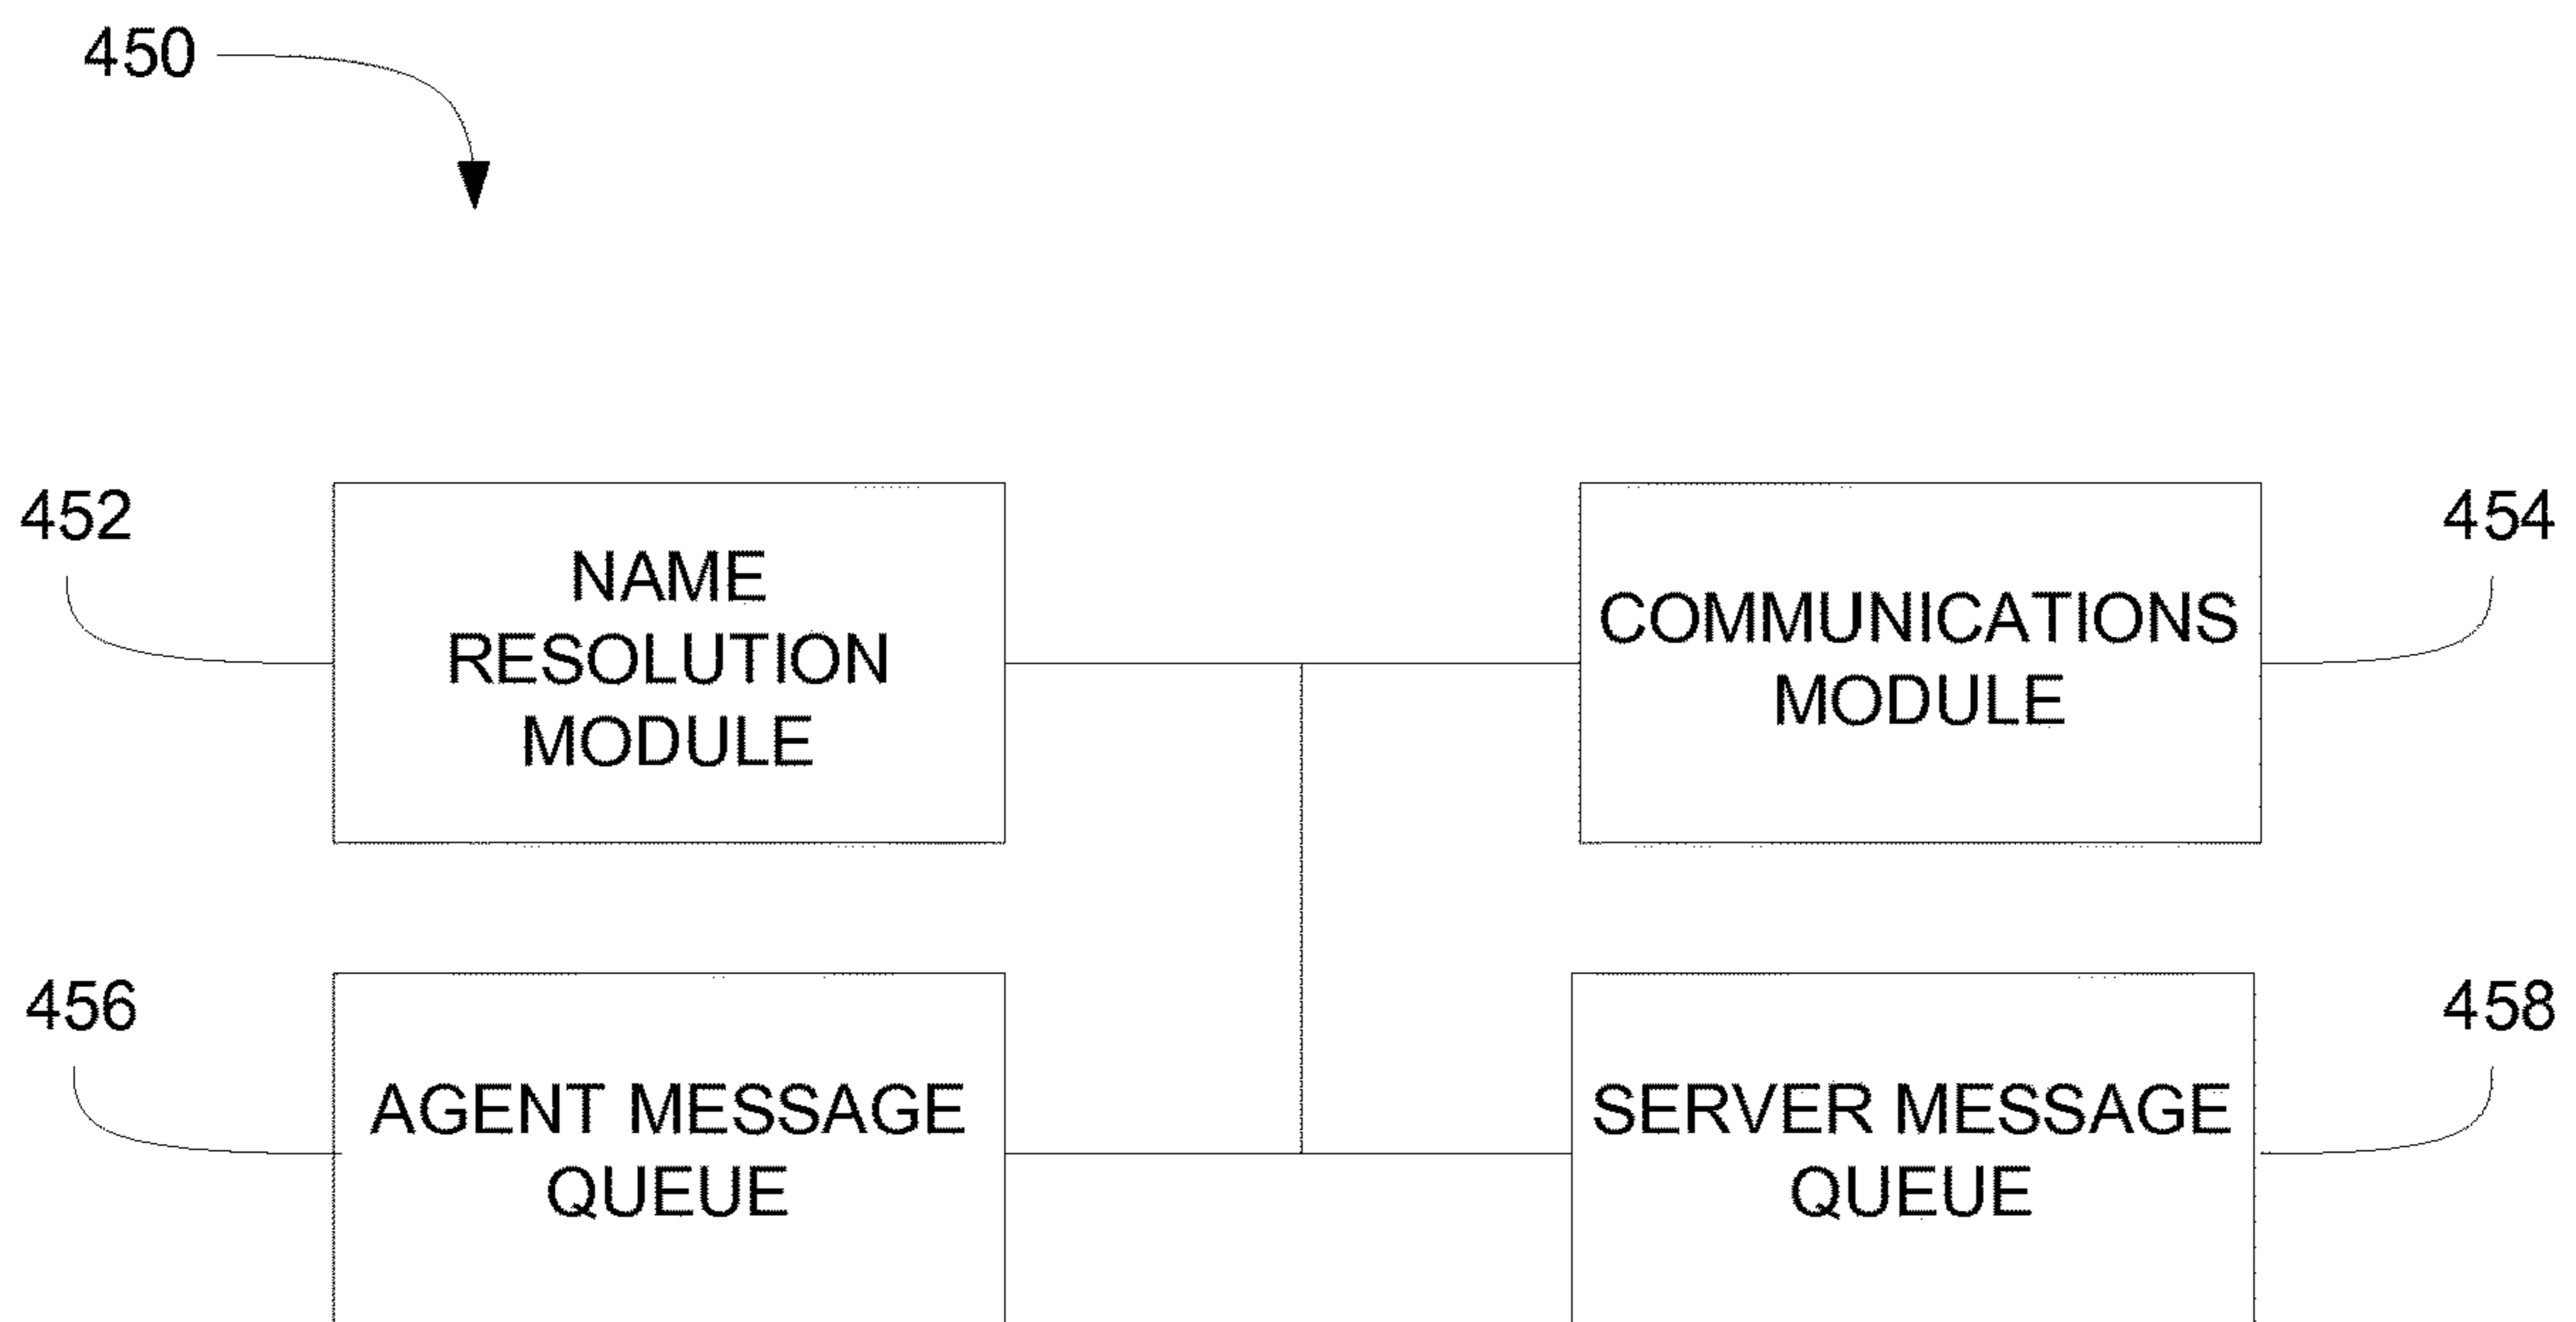 450
452
NAME
RESOLUTION
MODULE
COMMUNICATIONS
MODULE
454
456
AGENT MESSAGE
QUEUE
SERVER MESSAGE
QUEUE
458